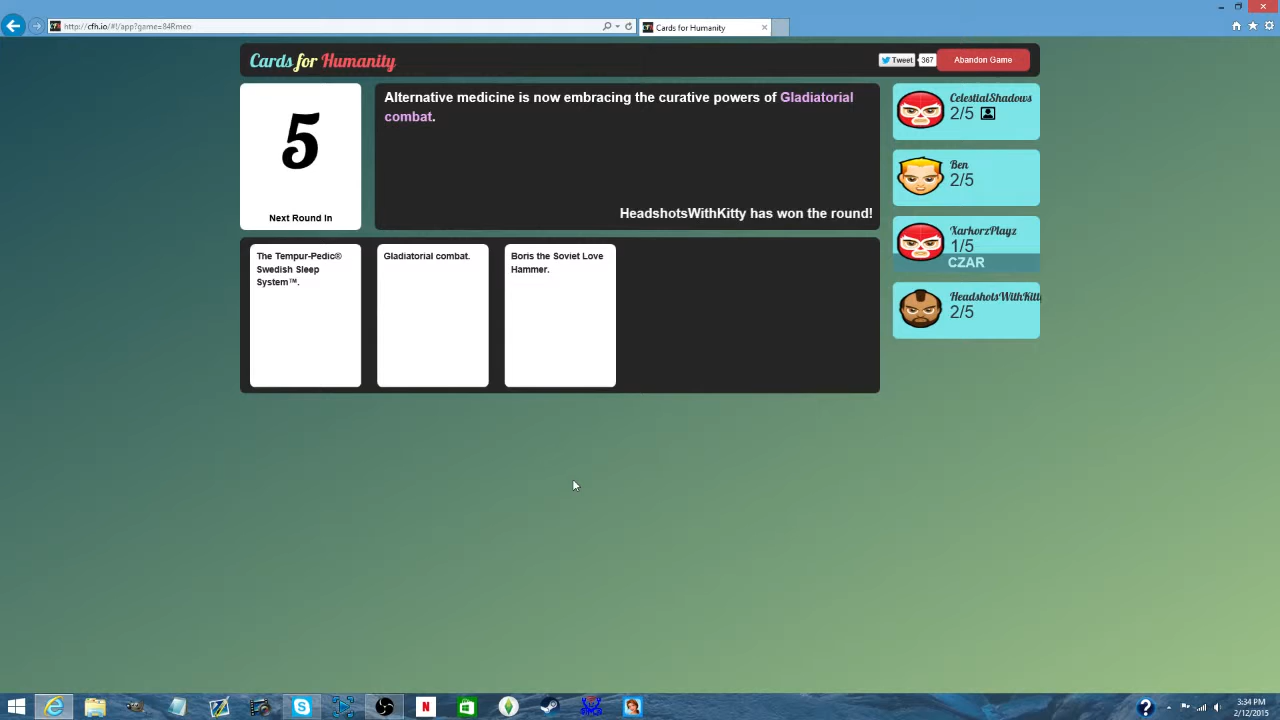 http://cfh.io/#!/app?game=84Rmeo
Cards for Humanity
Cards for Humanity
Tweet 367
Abandon Game
5
Next Round In
Alternative medicine is now embracing the curative powers of Gladiatorial
combat.
HeadshotsWithKitty has won the round!
CelestialShadows
2/5
Ben
2/5
XarkorzPlayz
1/5
CZAR
HeadshotsWithKitt
2/5
The Tempur-Pedic®
Swedish Sleep
System™.
Gladiatorial combat.
Boris the Soviet Love
Hammer.
N
3:34 PM
2/12/2015